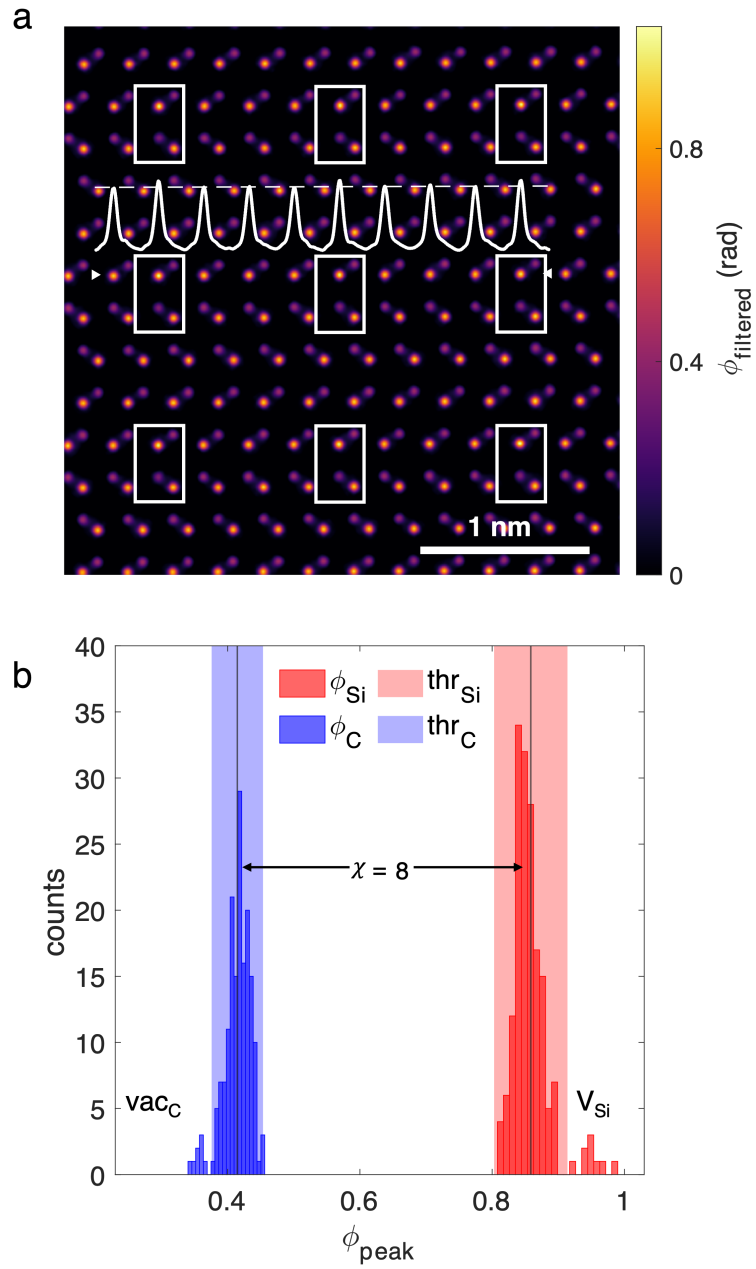 a
0.8
0.4
0
ϕfiltered (rad)
1 nm
b
40
35
30
25
20
15
10
5
0
counts
ϕSi thrSi
ϕC thrC
χ = 8
vacC
VSi
0.4 0.6 0.8 1
ϕpeak